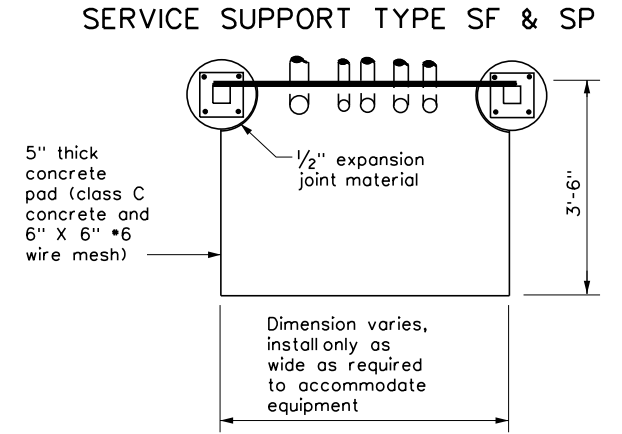 SERVICE SUPPORT TYPE SF & SP
1/2" expansion
joint material
5" thick
concrete
pad (class C
concrete and
6" X 6" #6
wire mesh)
3'-6"
Dimension varies,
install only as
wide as required
to accommodate
equipment